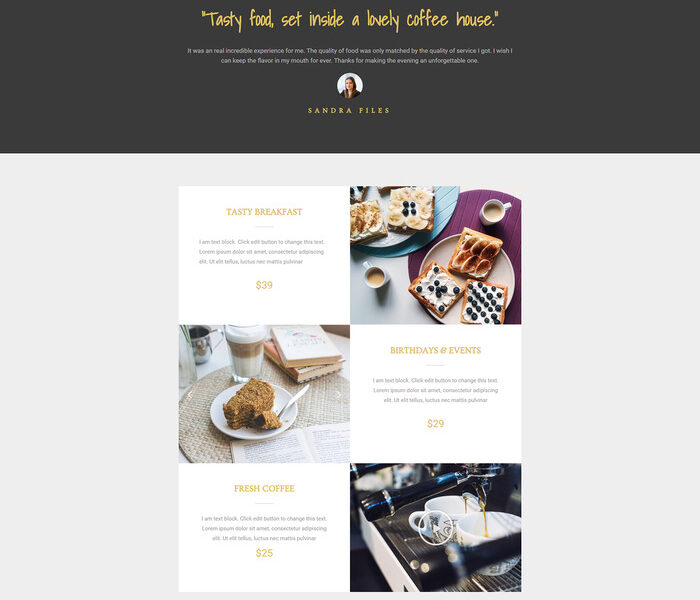 "Tasty food, set inside a lovely coffee house."
It was an real incredible experience for me. The quality of food was only matched by the quality of service I got. I wish I
can keep the flavor in my mouth for ever. Thanks for making the evening an unforgettable one.
SANDRA FILES
TASTY BREAKFAST
I am text block. Click edit button to change this text.
Lorem ipsum dolor sit amet, consectetur adipiscing
elit. Ut elit tellus, luctus nec mattis pulvinar
$39
BIRTHDAYS & EVENTS
I am text block. Click edit button to change this text.
Lorem ipsum dolor sit amet, consectetur adipiscing
elit. Ut elit tellus, luctus nec mattis pulvinar
$29
FRESH COFFEE
I am text block. Click edit button to change this text.
Lorem ipsum dolor sit amet, consectetur adipiscing
elit. Ut elit tellus, luctus nec mattis pulvinar
$25